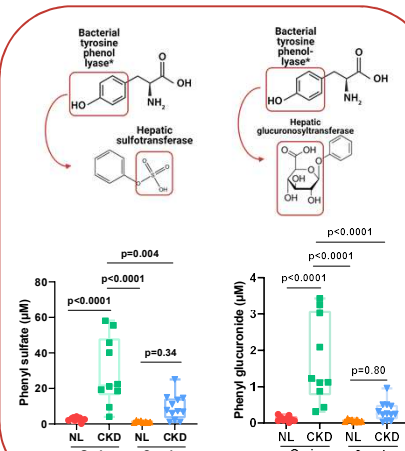 Bacterial
tyrosine
phenol
lyase*
O
OH
NH2
HO
Hepatic
sulfotransferase
O
O
S
O
OH
Bacterial
tyrosine
phenol-
lyase*
O
OH
NH2
HO
Hepatic
glucuronosyltransferase
O
OH
O
O
OH
OH
OH
p=0.004
p<0.0001
p<0.0001
p=0.34
Phenyl sulfate (µM)
80
60
40
20
0
NL CKD NL CKD
p<0.0001
p<0.0001
p<0.0001
p=0.80
Phenyl glucuronide (µM)
4
3
2
1
0
NL CKD NL CKD